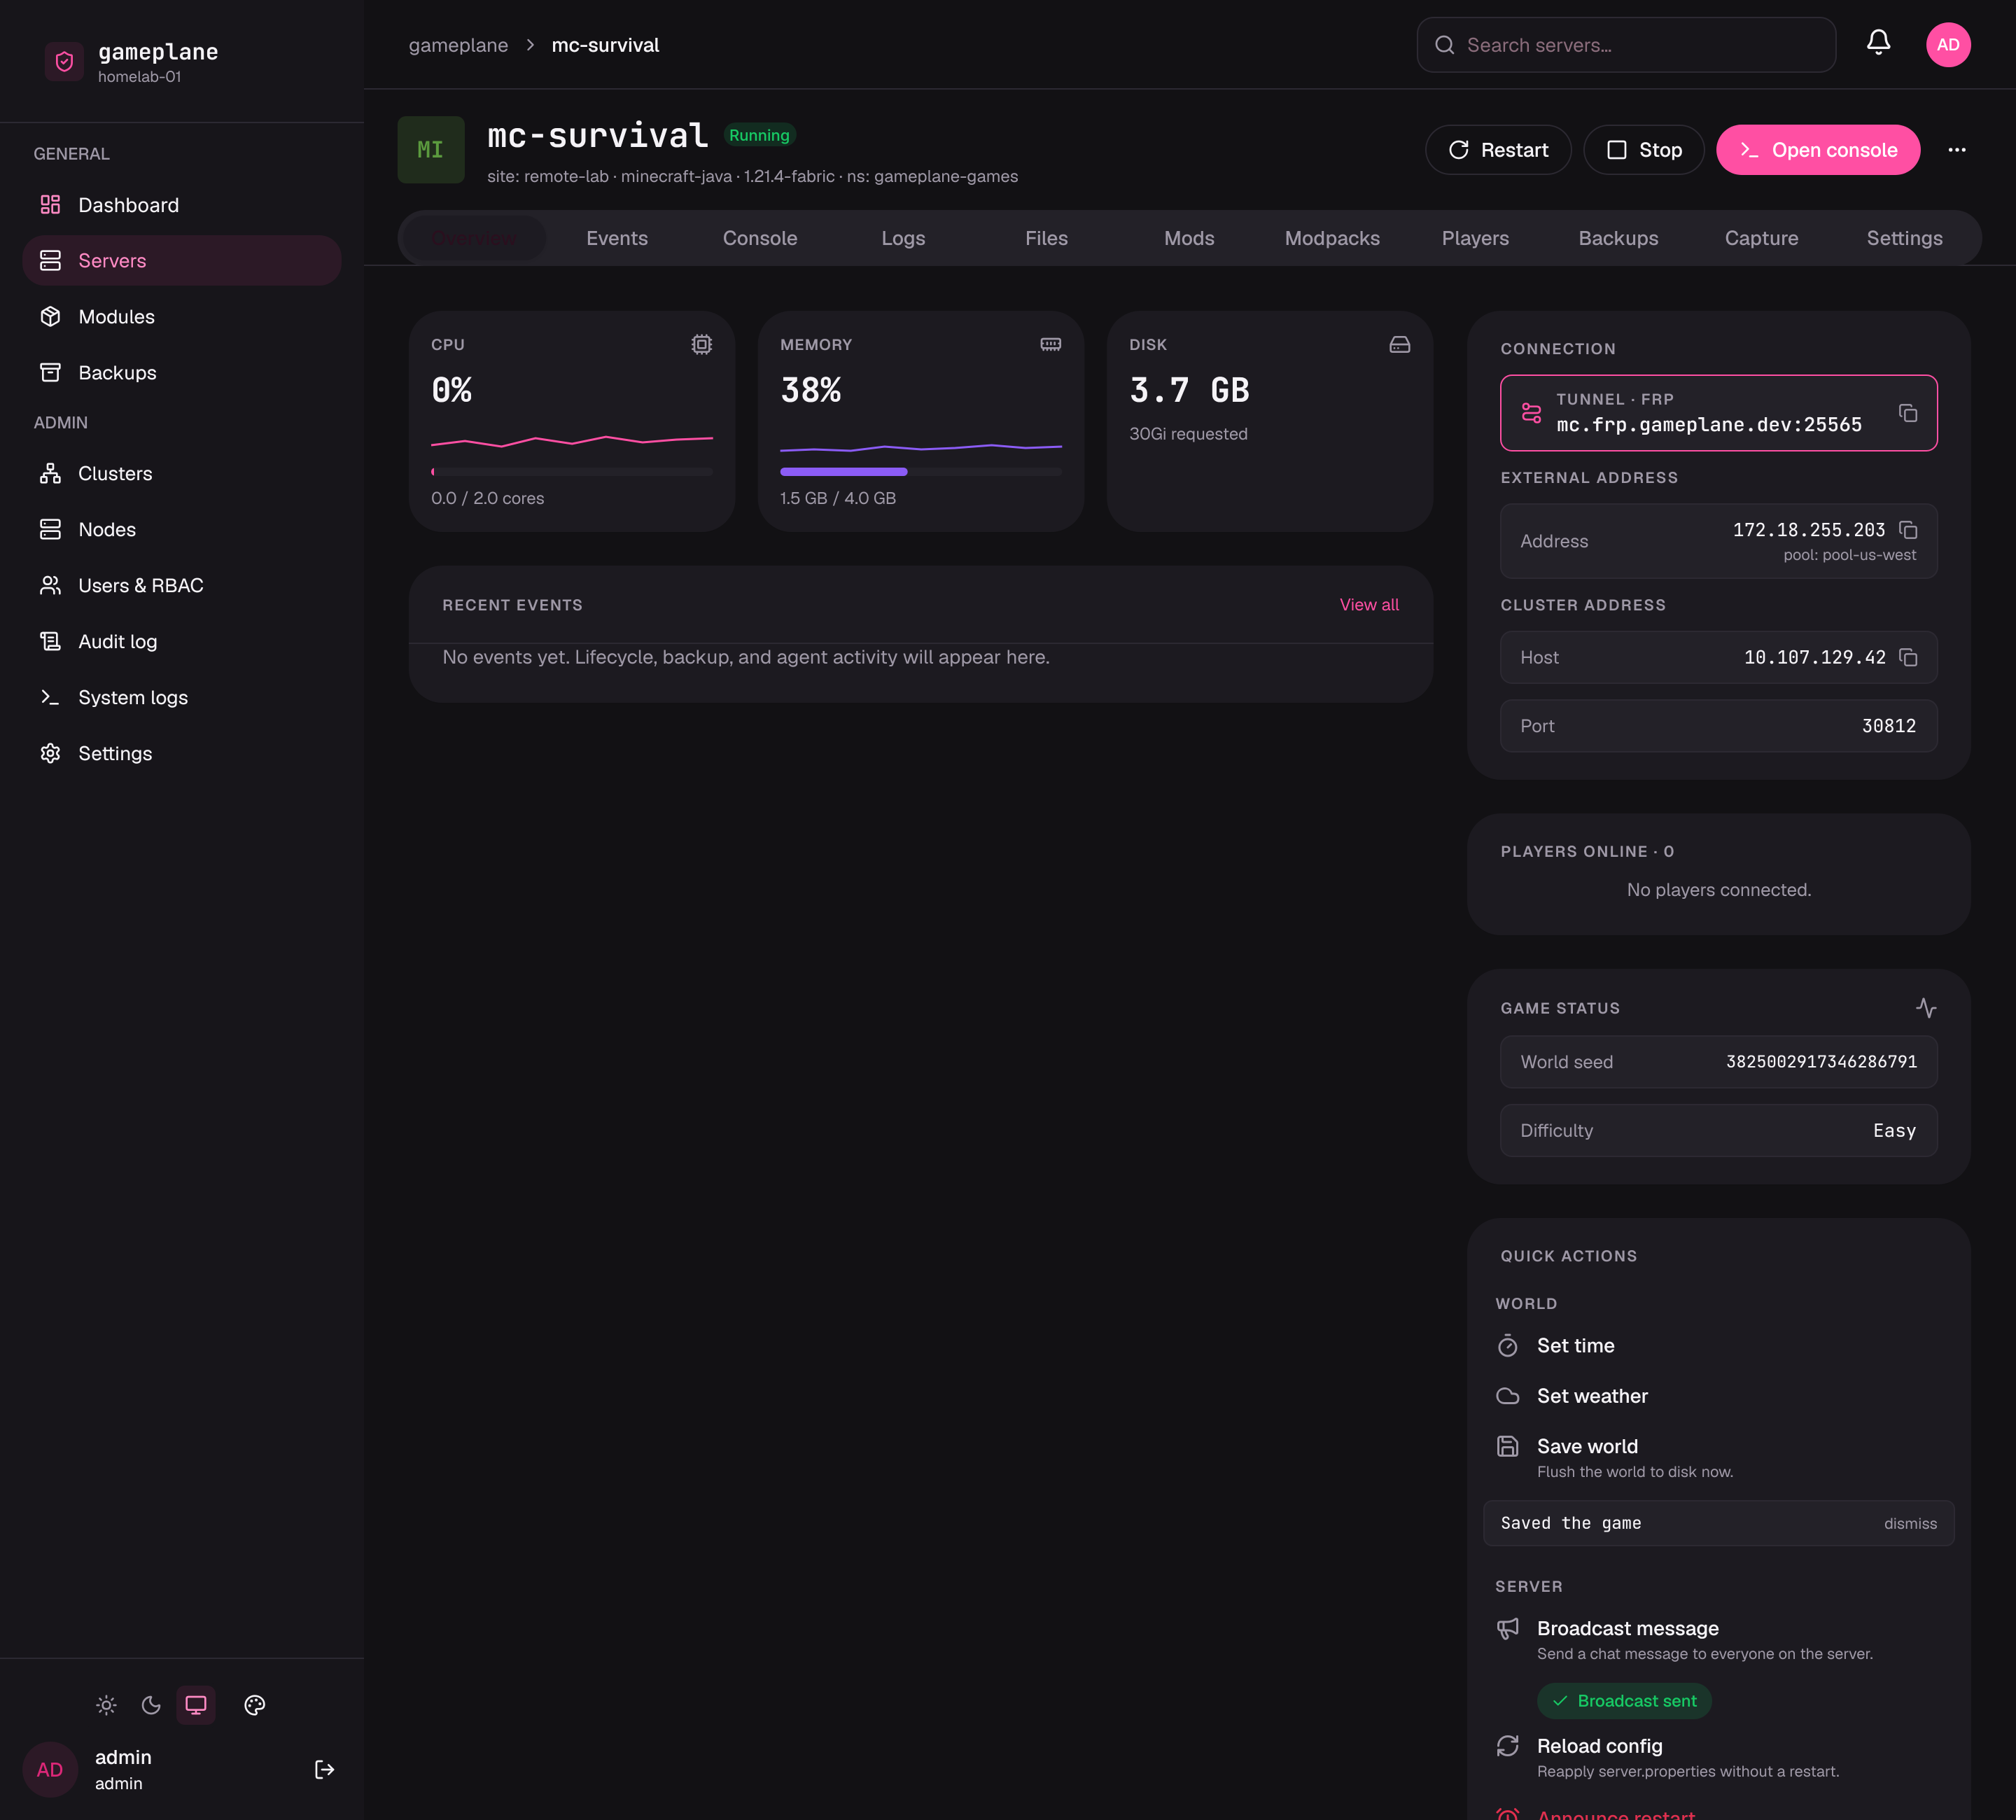 gameplane
homelab-01
GENERAL
Dashboard
Servers
Modules
Backups
ADMIN
Clusters
Nodes
Users & RBAC
Audit log
System logs
Settings
AD
admin
admin
gameplane
mc-survival
Search servers...
AD
MI
mc-survival
Running
site: remote-lab · minecraft-java · 1.21.4-fabric · ns: gameplane-games
Restart
Stop
Open console
Overview
Events
Console
Logs
Files
Mods
Modpacks
Players
Backups
Capture
Settings
CPU
0%
0.0 / 2.0 cores
MEMORY
38%
1.5 GB / 4.0 GB
DISK
3.7 GB
30Gi requested
RECENT EVENTS
View all
No events yet. Lifecycle, backup, and agent activity will appear here.
CONNECTION
TUNNEL · FRP
mc.frp.gameplane.dev:25565
EXTERNAL ADDRESS
Address
172.18.255.203
pool: pool-us-west
CLUSTER ADDRESS
Host
10.107.129.42
Port
30812
PLAYERS ONLINE · 0
No players connected.
GAME STATUS
World seed
3825002917346286791
Difficulty
Easy
QUICK ACTIONS
WORLD
Set time
Set weather
Save world
Flush the world to disk now.
Saved the game
dismiss
SERVER
Broadcast message
Send a chat message to everyone on the server.
Broadcast sent
Reload config
Reapply server.properties without a restart.
Announce restart